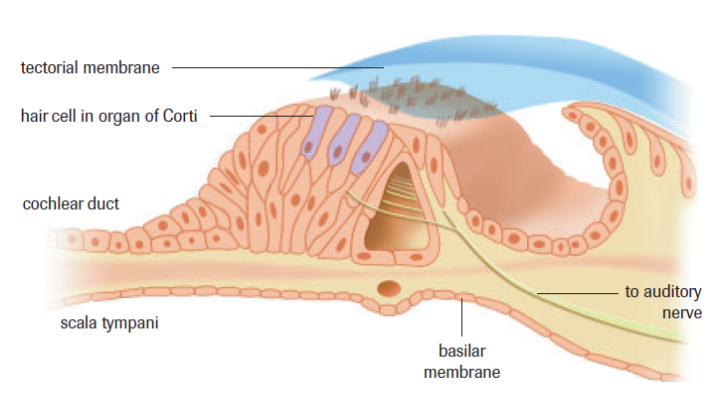 tectorial membrane
hair cell in organ of Corti
cochlear duct
scala tympani
to auditory
nerve
basilar
membrane